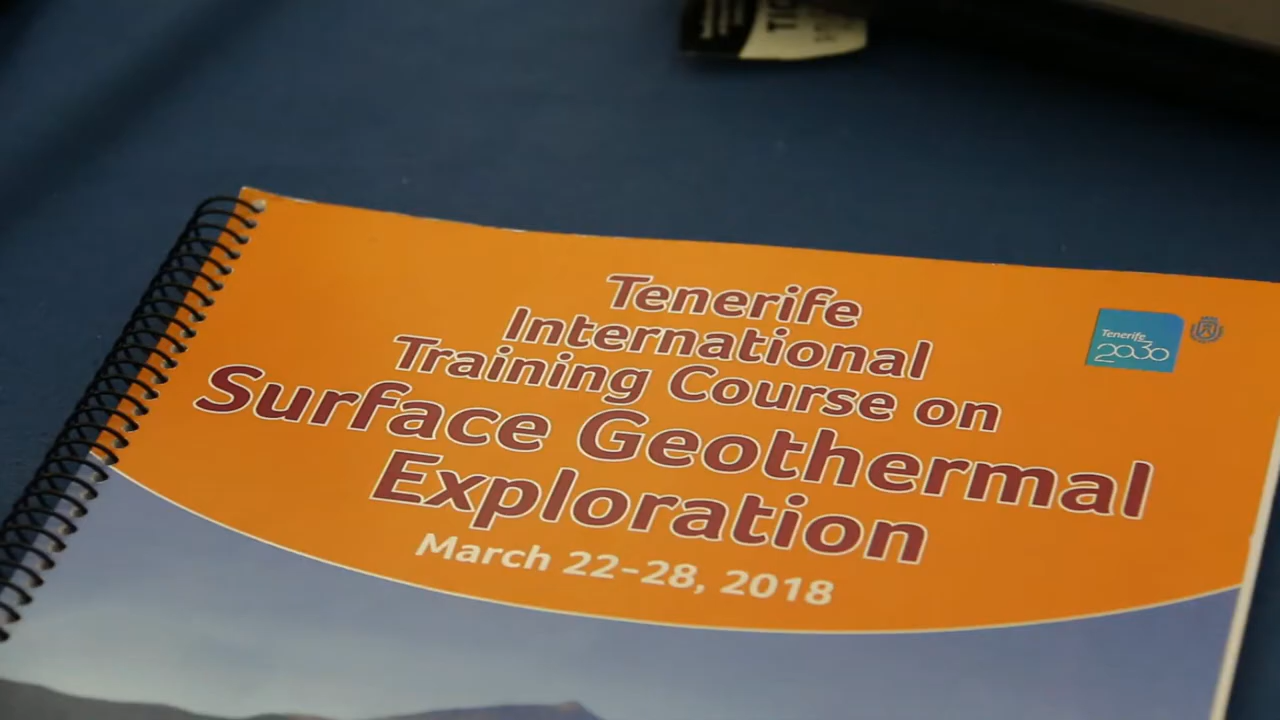 Tenerife
International
Training Course on
Surface Geothermal
Exploration
March 22-28, 2018
Tenerife
2030